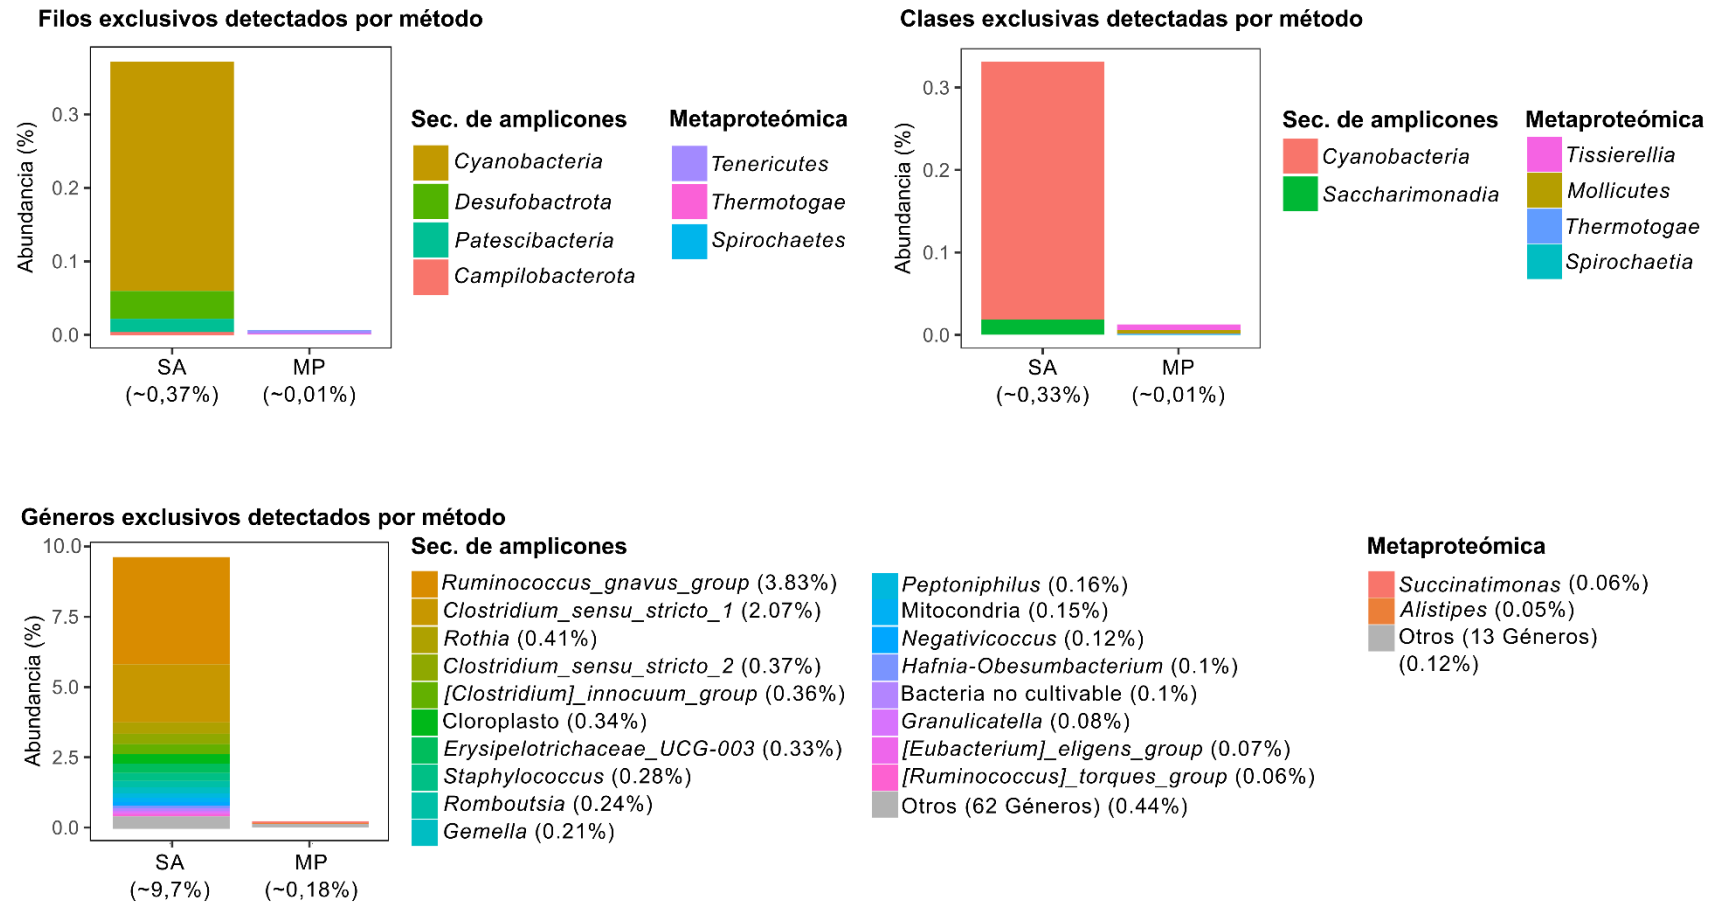 Filos exclusivos detectados por método
Abundancia (%)
0.3
0.2
0.1
0.0
SA
(~0,37%)
MP
(~0,01%)
Sec. de amplicones
Cyanobacteria
Desufobactrota
Patescibacteria
Campilobacterota
Metaproteómica
Tenericutes
Thermotogae
Spirochaetes
Clases exclusivas detectadas por método
Abundancia (%)
0.3
0.2
0.1
0.0
SA
(~0,33%)
MP
(~0,01%)
Sec. de amplicones
Cyanobacteria
Saccharimonadia
Metaproteómica
Tissierellia
Mollicutes
Thermotogae
Spirochaetia
Géneros exclusivos detectados por método
Abundancia (%)
10.0
7.5
5.0
2.5
0.0
SA
(~9,7%)
MP
(~0,18%)
Sec. de amplicones
Ruminococcus_gnavus_group (3.83%)
Clostridium_sensu_stricto_1 (2.07%)
Rothia (0.41%)
Clostridium_sensu_stricto_2 (0.37%)
[Clostridium]_innocuum_group (0.36%)
Cloroplasto (0.34%)
Erysipelotrichaceae_UCG-003 (0.33%)
Staphylococcus (0.28%)
Romboutsia (0.24%)
Gemella (0.21%)
Peptoniphilus (0.16%)
Mitocondria (0.15%)
Negativicoccus (0.12%)
Hafnia-Obesumbacterium (0.1%)
Bacteria no cultivable (0.1%)
Granulicatella (0.08%)
[Eubacterium]_eligens_group (0.07%)
[Ruminococcus]_torques_group (0.06%)
Otros (62 Géneros) (0.44%)
Metaproteómica
Succinatimonas (0.06%)
Alistipes (0.05%)
Otros (13 Géneros)
(0.12%)